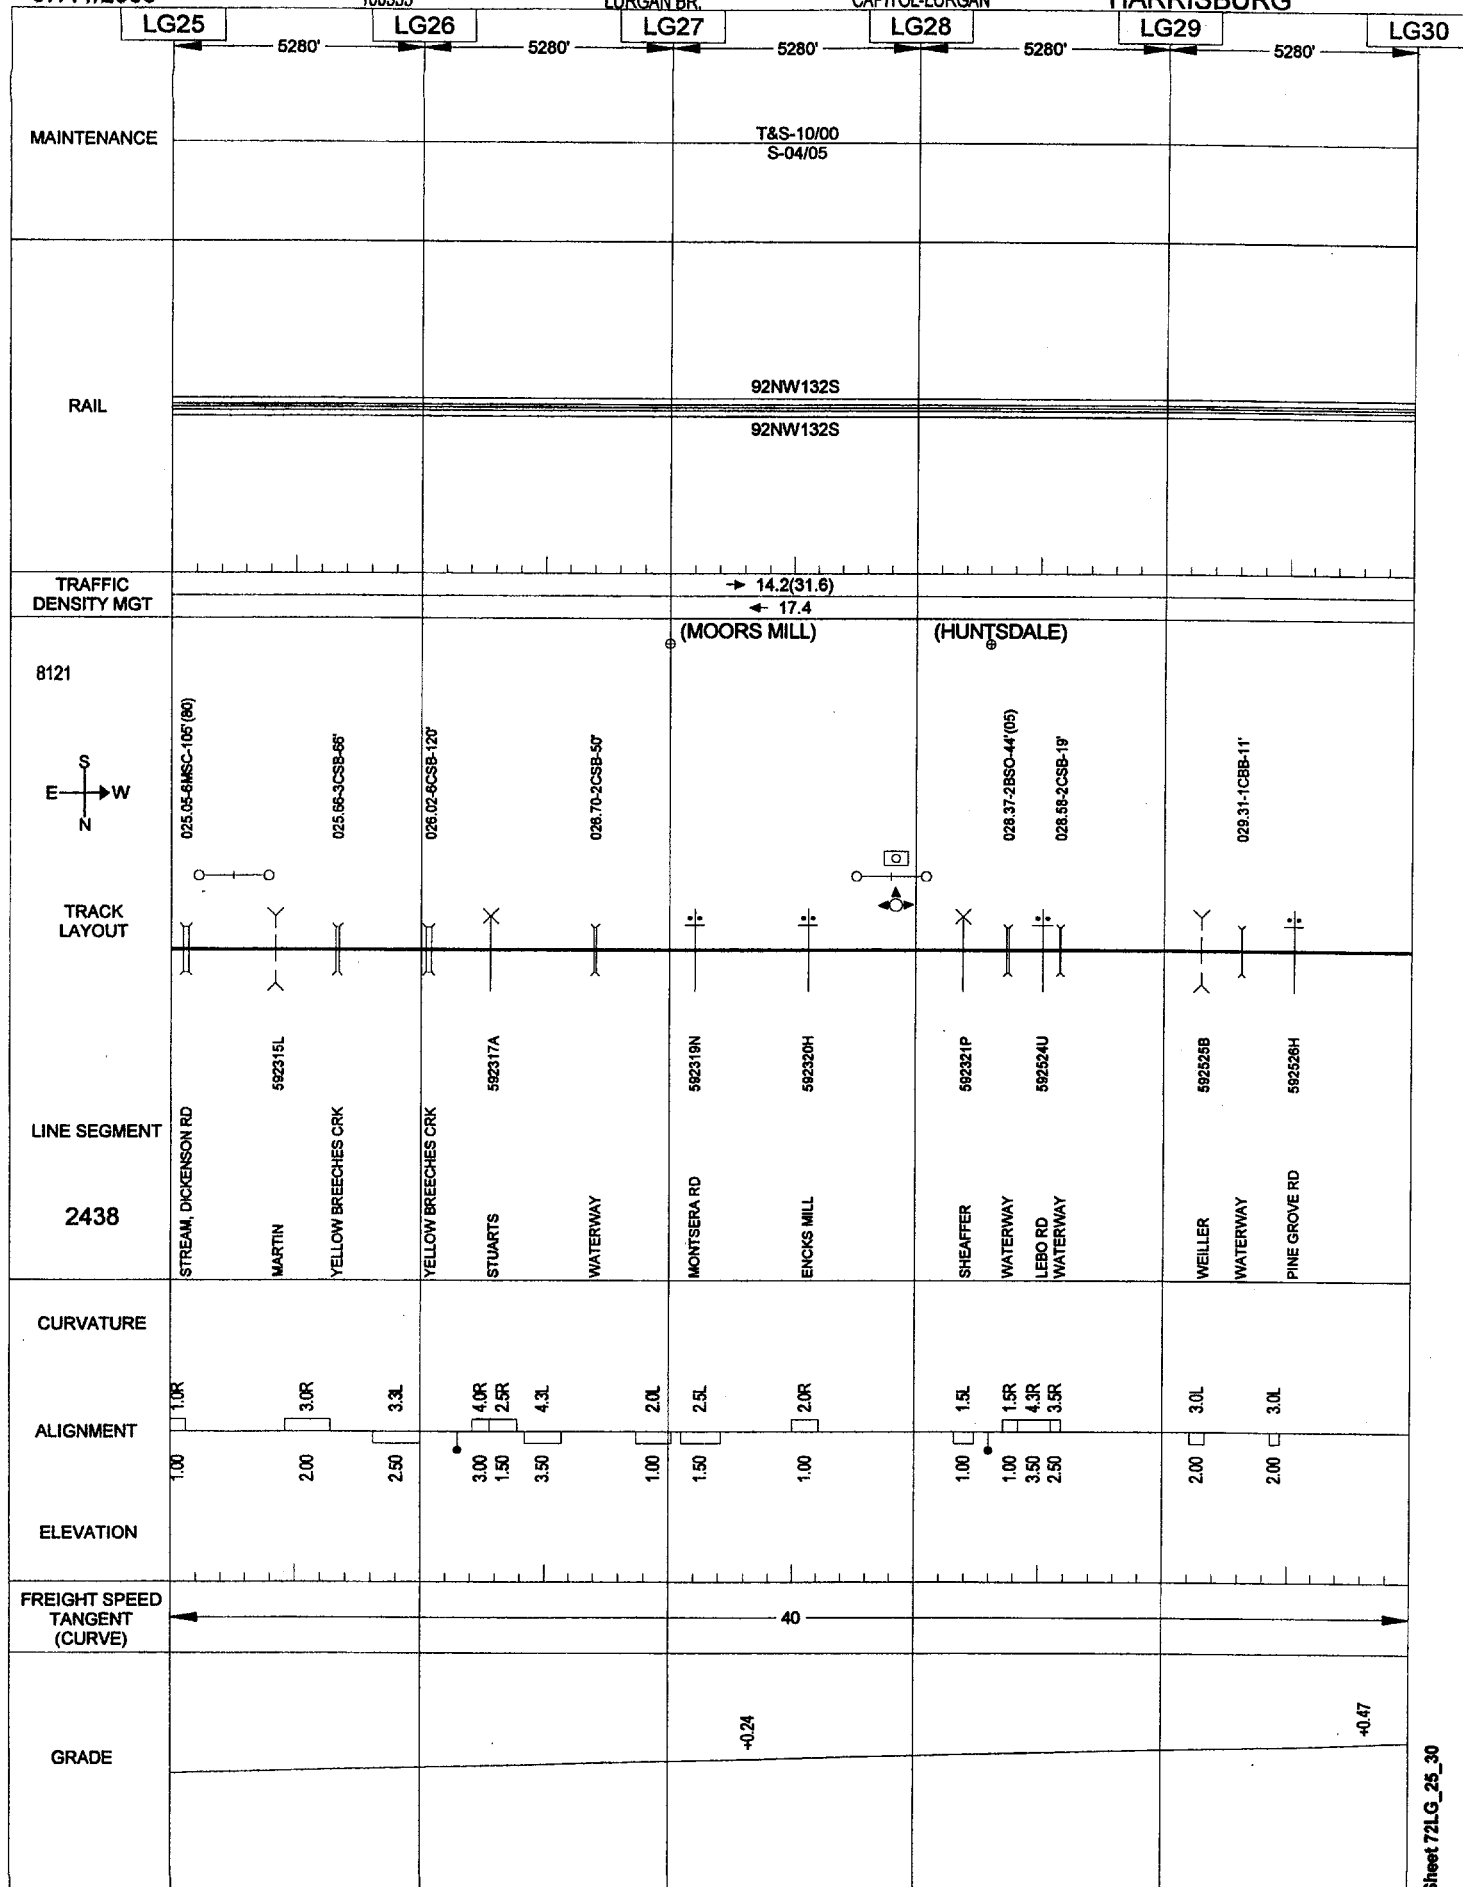 LURGAN BR.
CAPITOL-LURGAN
HARRISBURG
LG25
LG26
LG27
LG28
LG29
LG30
5280'
5280'
5280'
5280'
5280'
MAINTENANCE
T&S-10/00
S-04/05
RAIL
92NW132S
92NW132S
TRAFFIC
DENSITY MGT
14.2(31.6)
17.4
(MOORS MILL)
(HUNTSDALE)
8121
S
E
W
N
025.05-6MSC-105'(80)
025.66-3CSB-66'
026.02-6CSB-120'
026.70-2CSB-50'
028.37-2BSO-44'(05)
028.58-2CSB-19'
029.31-1CBB-11'
TRACK
LAYOUT
592315L
592317A
592319N
592320H
592321P
592524U
592525B
592526H
LINE SEGMENT
2438
STREAM, DICKENSON RD
MARTIN
YELLOW BREECHES CRK
YELLOW BREECHES CRK
STUARTS
WATERWAY
MONTSERA RD
ENCKS MILL
SHEAFFER
WATERWAY
LEBO RD
WATERWAY
WEILLER
WATERWAY
PINE GROVE RD
CURVATURE
1.0R
3.0R
3.3L
4.0R
2.5R
4.3L
2.0L
2.5L
2.0R
1.5L
1.5R
4.3R
3.5R
3.0L
3.0L
ALIGNMENT
1.00
2.00
2.50
3.00
1.50
3.50
1.00
1.50
1.00
1.00
1.00
3.50
2.50
2.00
2.00
ELEVATION
FREIGHT SPEED
TANGENT
(CURVE)
40
GRADE
+0.24
+0.47
Sheet 72LG_25_30